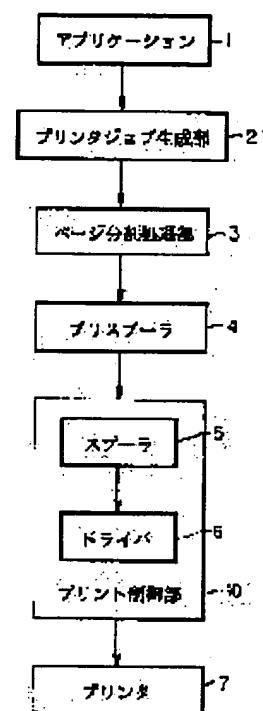 アプリケーション 1
プリンタジョブ生成部 2
ページ分割処理部 3
プリスプーラ 4
スプーラ 5
ドライバ 6
プリント制御部 10
プリンタ 7